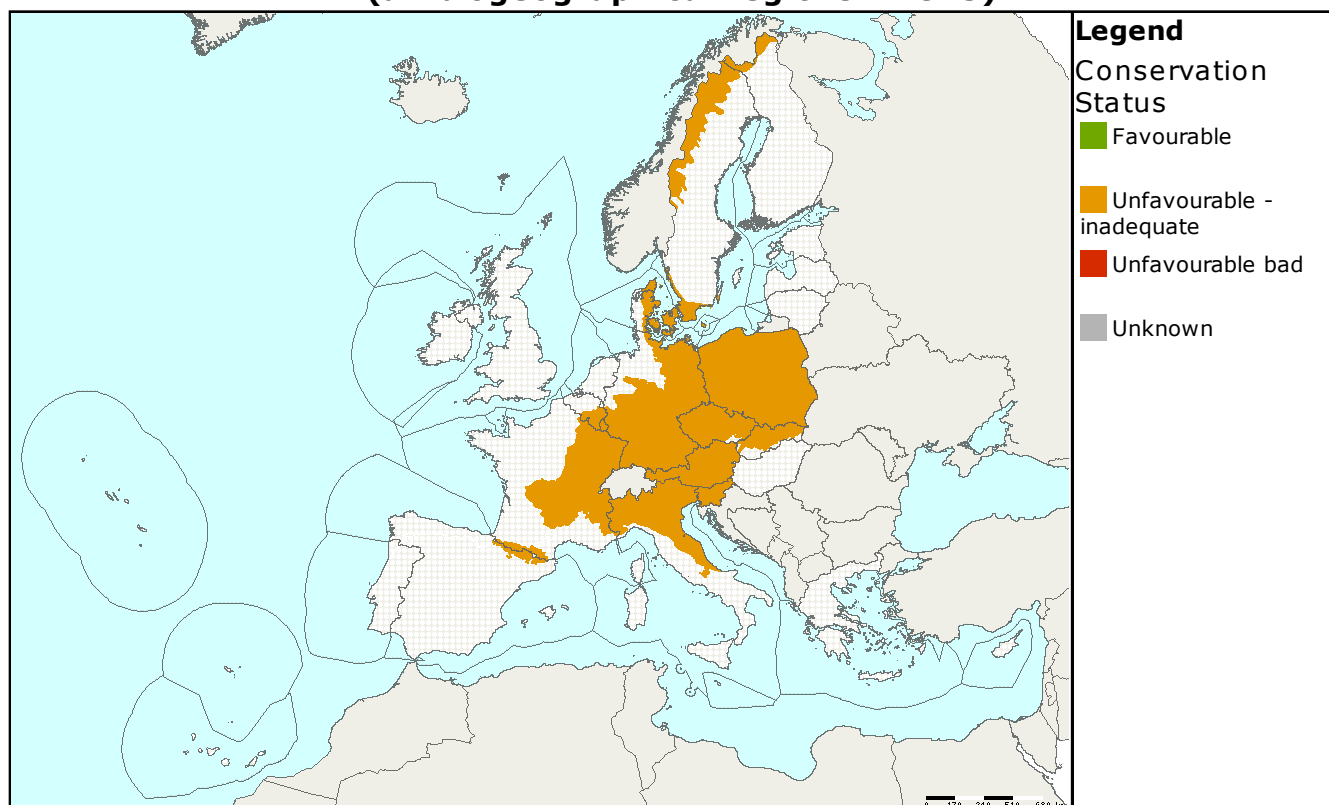 Legend
Conservation
Status
Favourable
Unfavourable -
inadequate
Unfavourable bad
Unknown